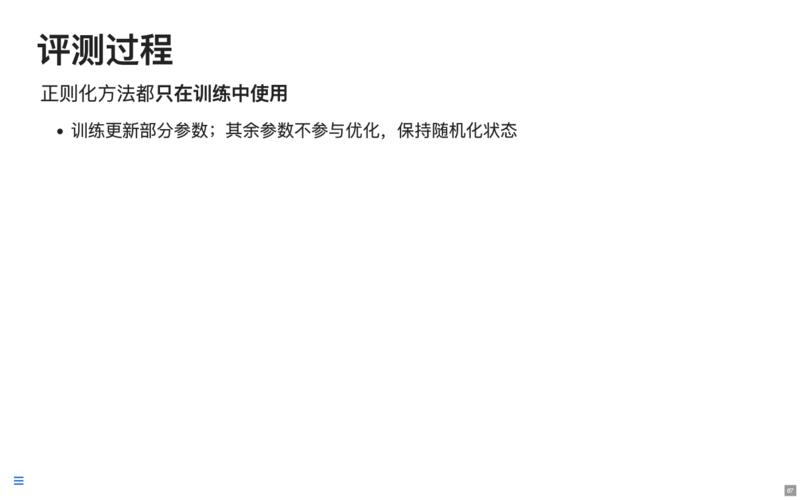 评测过程
正则化方法都只在训练中使用
• 训练更新部分参数；其余参数不参与优化，保持随机化状态
67